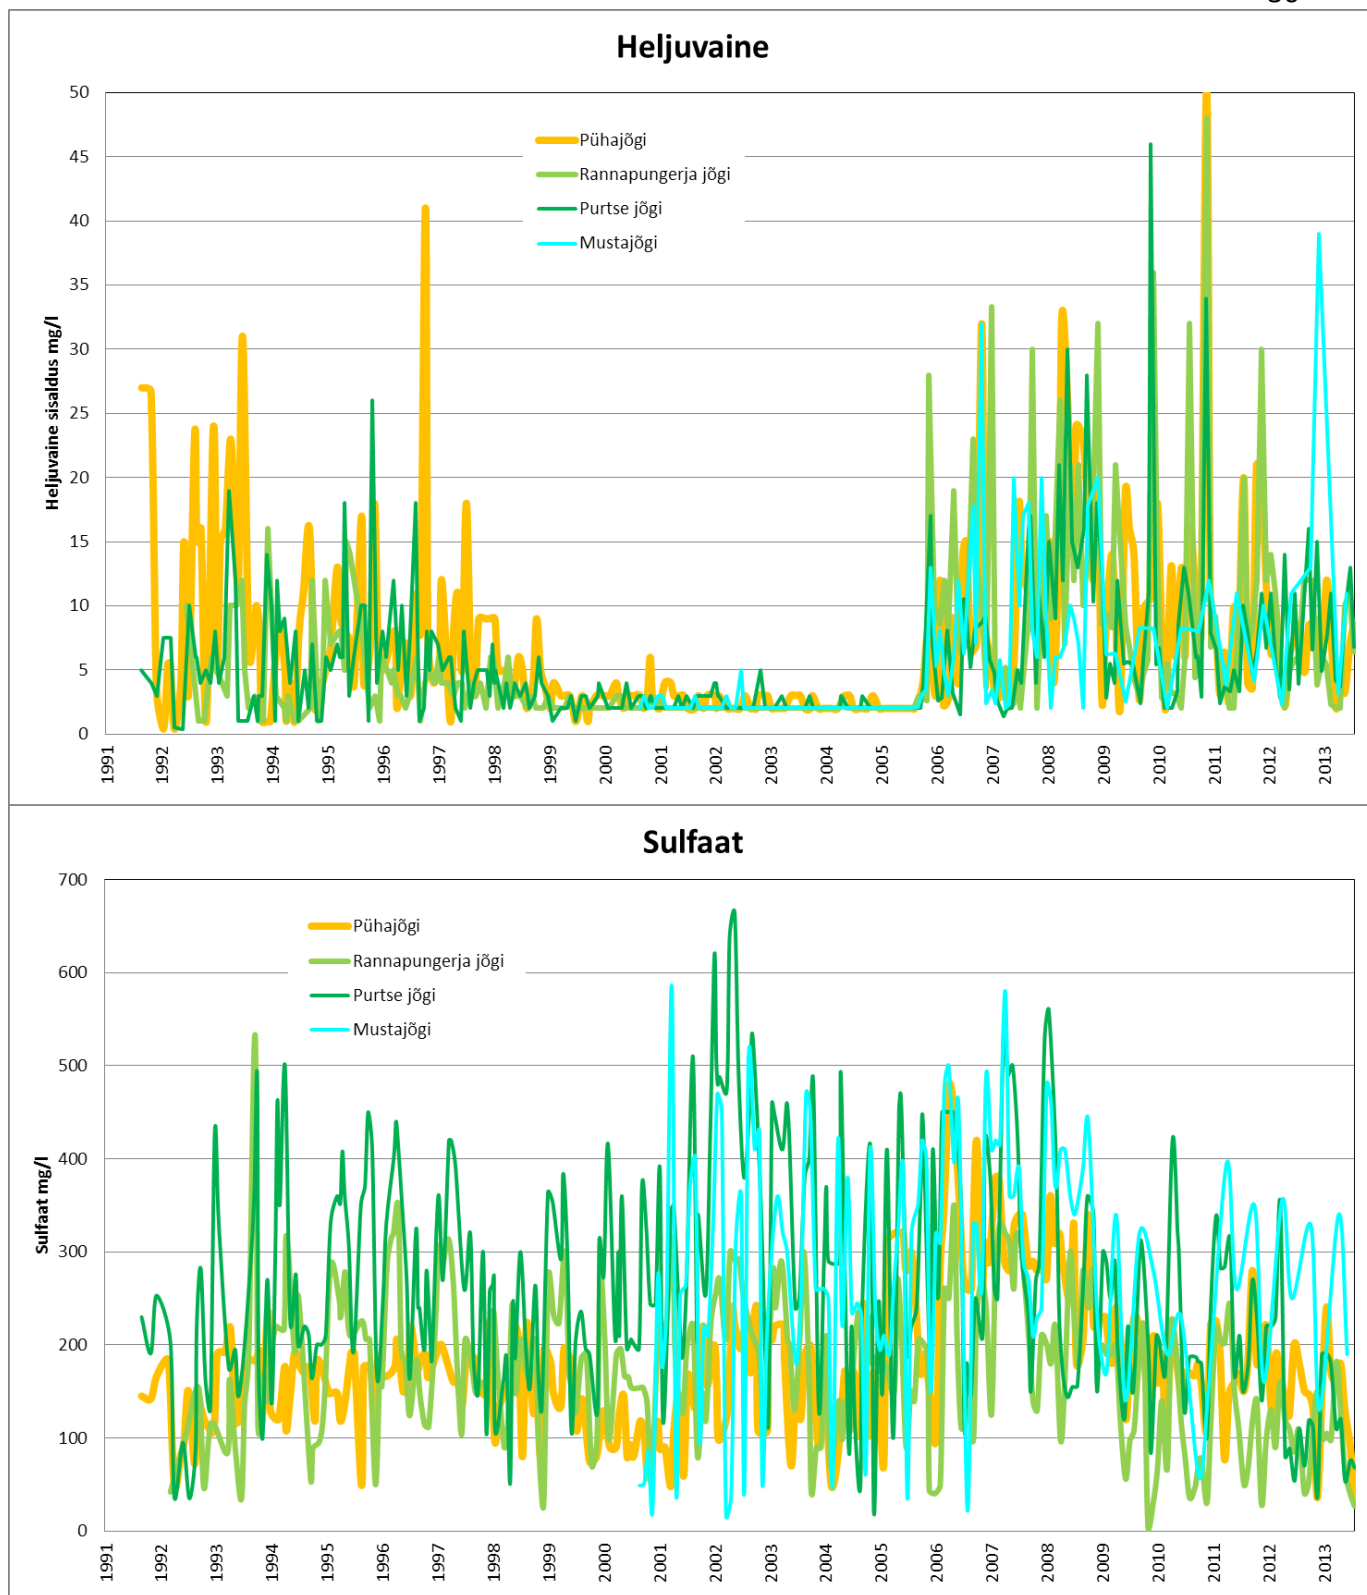 Heljuvaine
50
45
40
35
30
25
20
15
10
5
0
Heljuvaine sisaldus mg/l
Pühajõgi
Rannapungerja jõgi
Purtse jõgi
Mustajõgi
1991 1992 1993 1994 1995 1996 1997 1998 1999 2000 2001 2002 2003 2004 2005 2006 2007 2008 2009 2010 2011 2012 2013
Sulfaat
700
600
500
400
300
200
100
0
Sulfaat mg/l
Pühajõgi
Rannapungerja jõgi
Purtse jõgi
Mustajõgi
1991 1992 1993 1994 1995 1996 1997 1998 1999 2000 2001 2002 2003 2004 2005 2006 2007 2008 2009 2010 2011 2012 2013